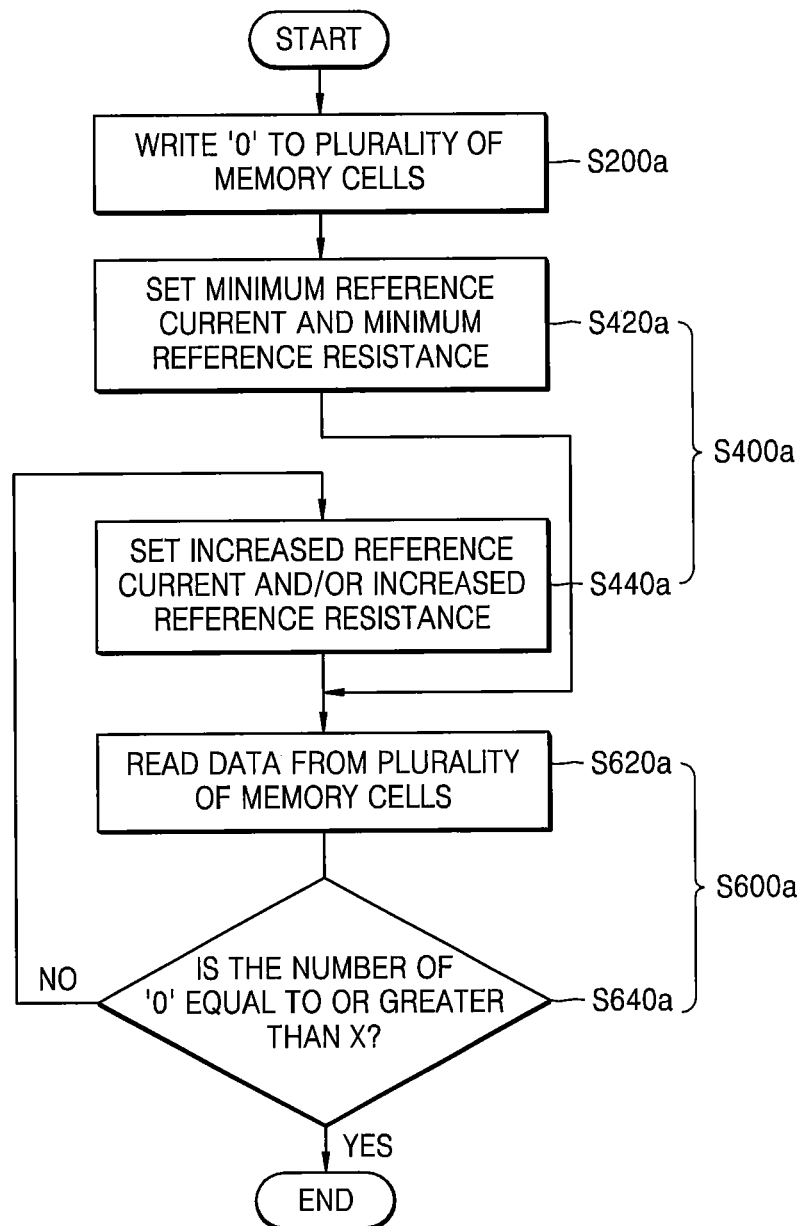 START
WRITE '0' TO PLURALITY OF
MEMORY CELLS
S200a
SET MINIMUM REFERENCE
CURRENT AND MINIMUM
REFERENCE RESISTANCE
S420a
S400a
SET INCREASED REFERENCE
CURRENT AND/OR INCREASED
REFERENCE RESISTANCE
S440a
READ DATA FROM PLURALITY
OF MEMORY CELLS
S620a
S600a
IS THE NUMBER OF
'0' EQUAL TO OR GREATER
THAN X?
S640a
NO
YES
END